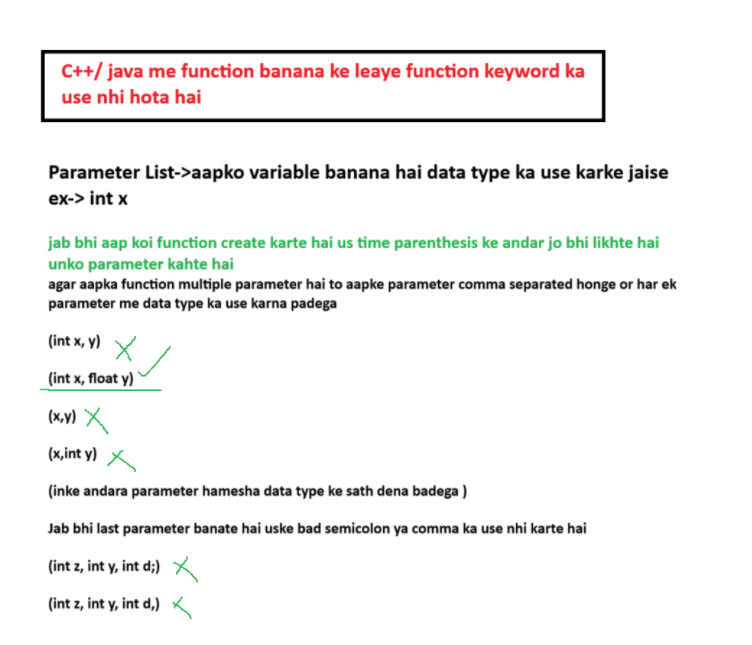 C++/ java me function banana ke leaye function keyword ka
use nhi hota hai
Parameter List->aapko variable banana hai data type ka use karke jaise
ex-> int x
jab bhi aap koi function create karte hai us time parenthesis ke andar jo bhi likhte hai
unko parameter kahte hai
agar aapka function multiple parameter hai to aapke parameter comma separated honge or har ek
parameter me data type ka use karna padega
(int x, y)
(int x, float y)
(x,y)
(x,int y)
(inke andara parameter hamesha data type ke sath dena badega )
Jab bhi last parameter banate hai uske bad semicolon ya comma ka use nhi karte hai
(int z, int y, int d;)
(int z, int y, int d,)